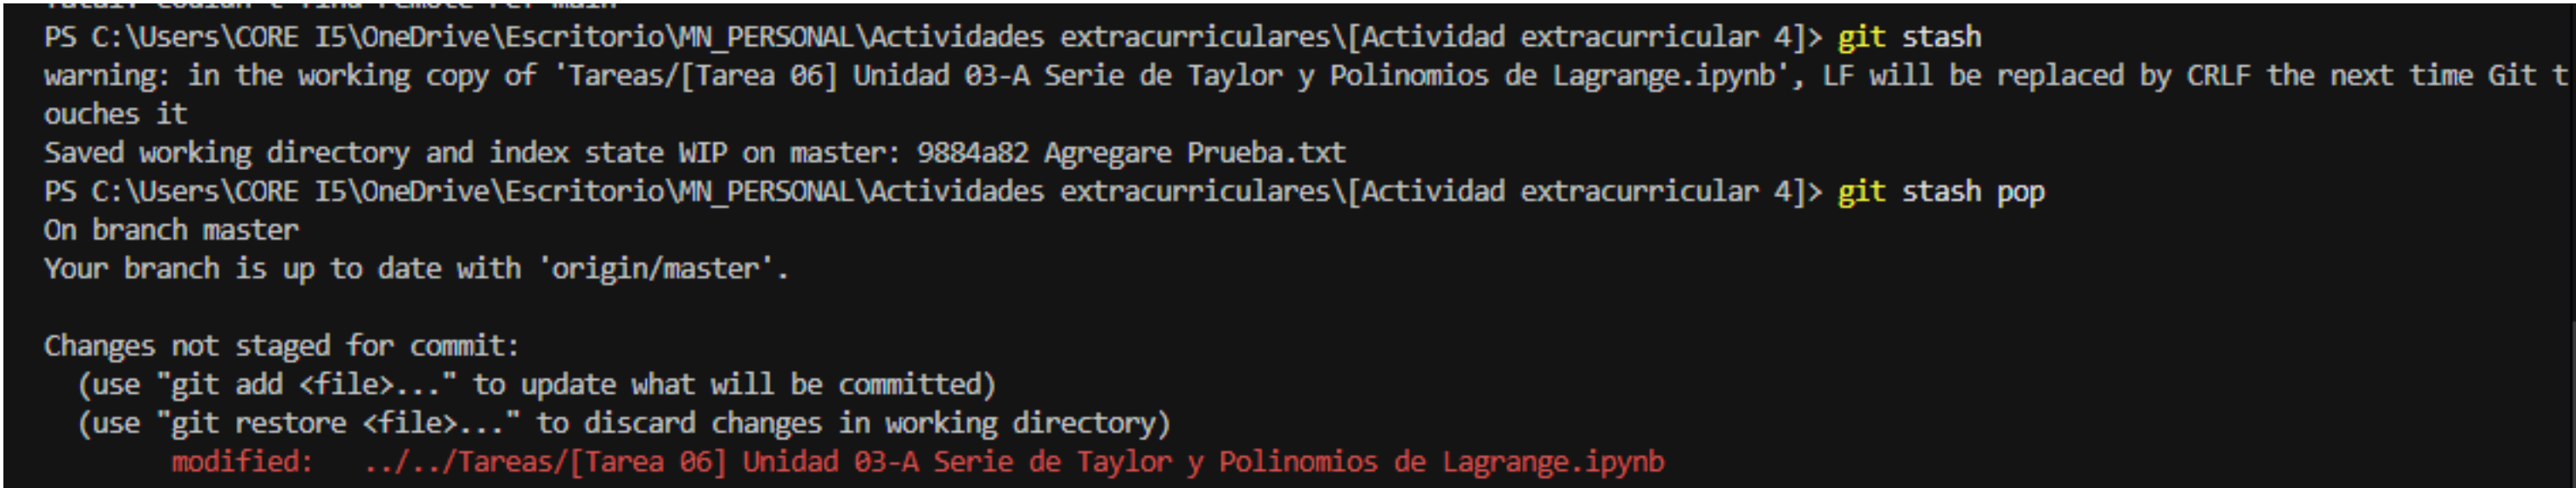 fatal: couldn't find remote ref main
PS C:\Users\CORE I5\OneDrive\Escritorio\MN_PERSONAL\Actividades extracurriculares\[Actividad extracurricular 4]> git stash
warning: in the working copy of 'Tareas/[Tarea 06] Unidad 03-A Serie de Taylor y Polinomios de Lagrange.ipynb', LF will be replaced by CRLF the next time Git t
ouches it
Saved working directory and index state WIP on master: 9884a82 Agregare Prueba.txt
PS C:\Users\CORE I5\OneDrive\Escritorio\MN_PERSONAL\Actividades extracurriculares\[Actividad extracurricular 4]> git stash pop
On branch master
Your branch is up to date with 'origin/master'.
Changes not staged for commit:
(use "git add <file>..." to update what will be committed)
(use "git restore <file>..." to discard changes in working directory)
modified: ../../Tareas/[Tarea 06] Unidad 03-A Serie de Taylor y Polinomios de Lagrange.ipynb